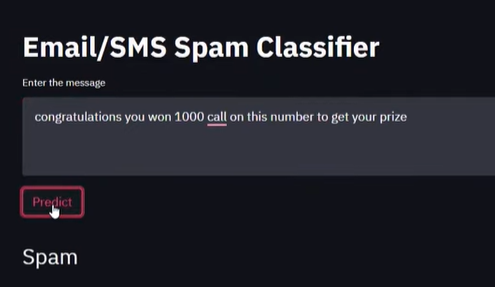 Email/SMS Spam Classifier
Enter the message
congratulations you won 1000 call on this number to get your prize
Predict
Spam